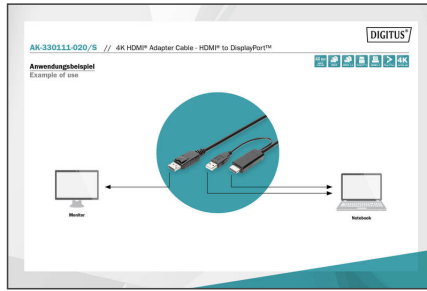 DIGITUS®
AK-330111-020/S // 4K HDMI® Adapter Cable - HDMI® to DisplayPort™
4K
Anwendungsbeispiel
Example of use
Monitor
Notebook